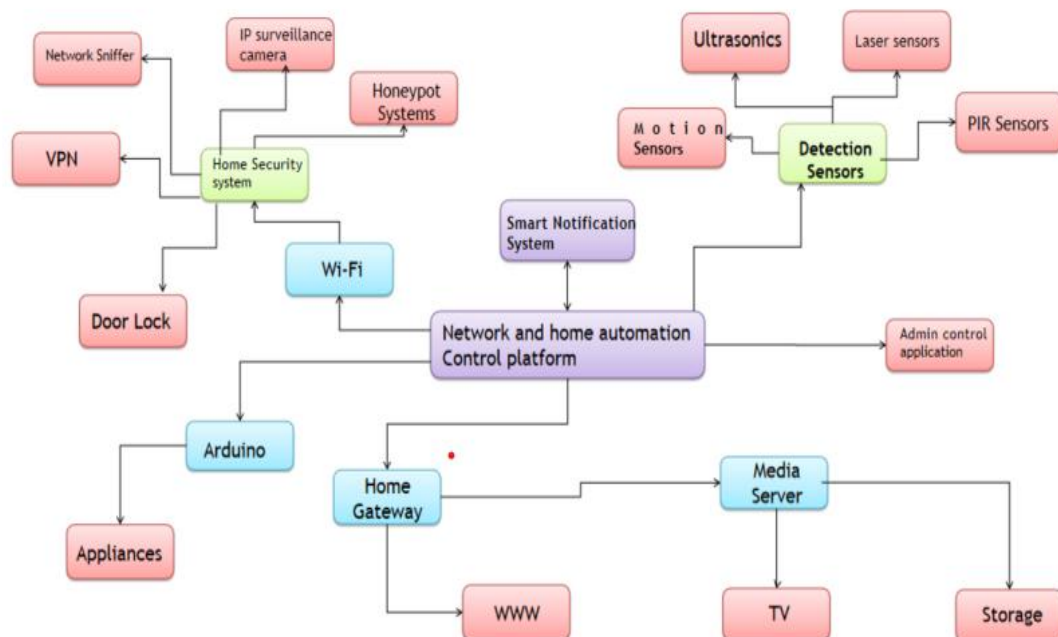 IP surveillance
camera
Ultrasonics
Laser sensors
Network Sniffer
Honeypot
Systems
Motion
Sensors
PIR Sensors
VPN
Home Security
system
Detection
Sensors
Smart Notification
System
Wi-Fi
Door Lock
Network and home automation
Control platform
Admin control
application
Arduino
Home
Gateway
Media
Server
Appliances
WWW
TV
Storage